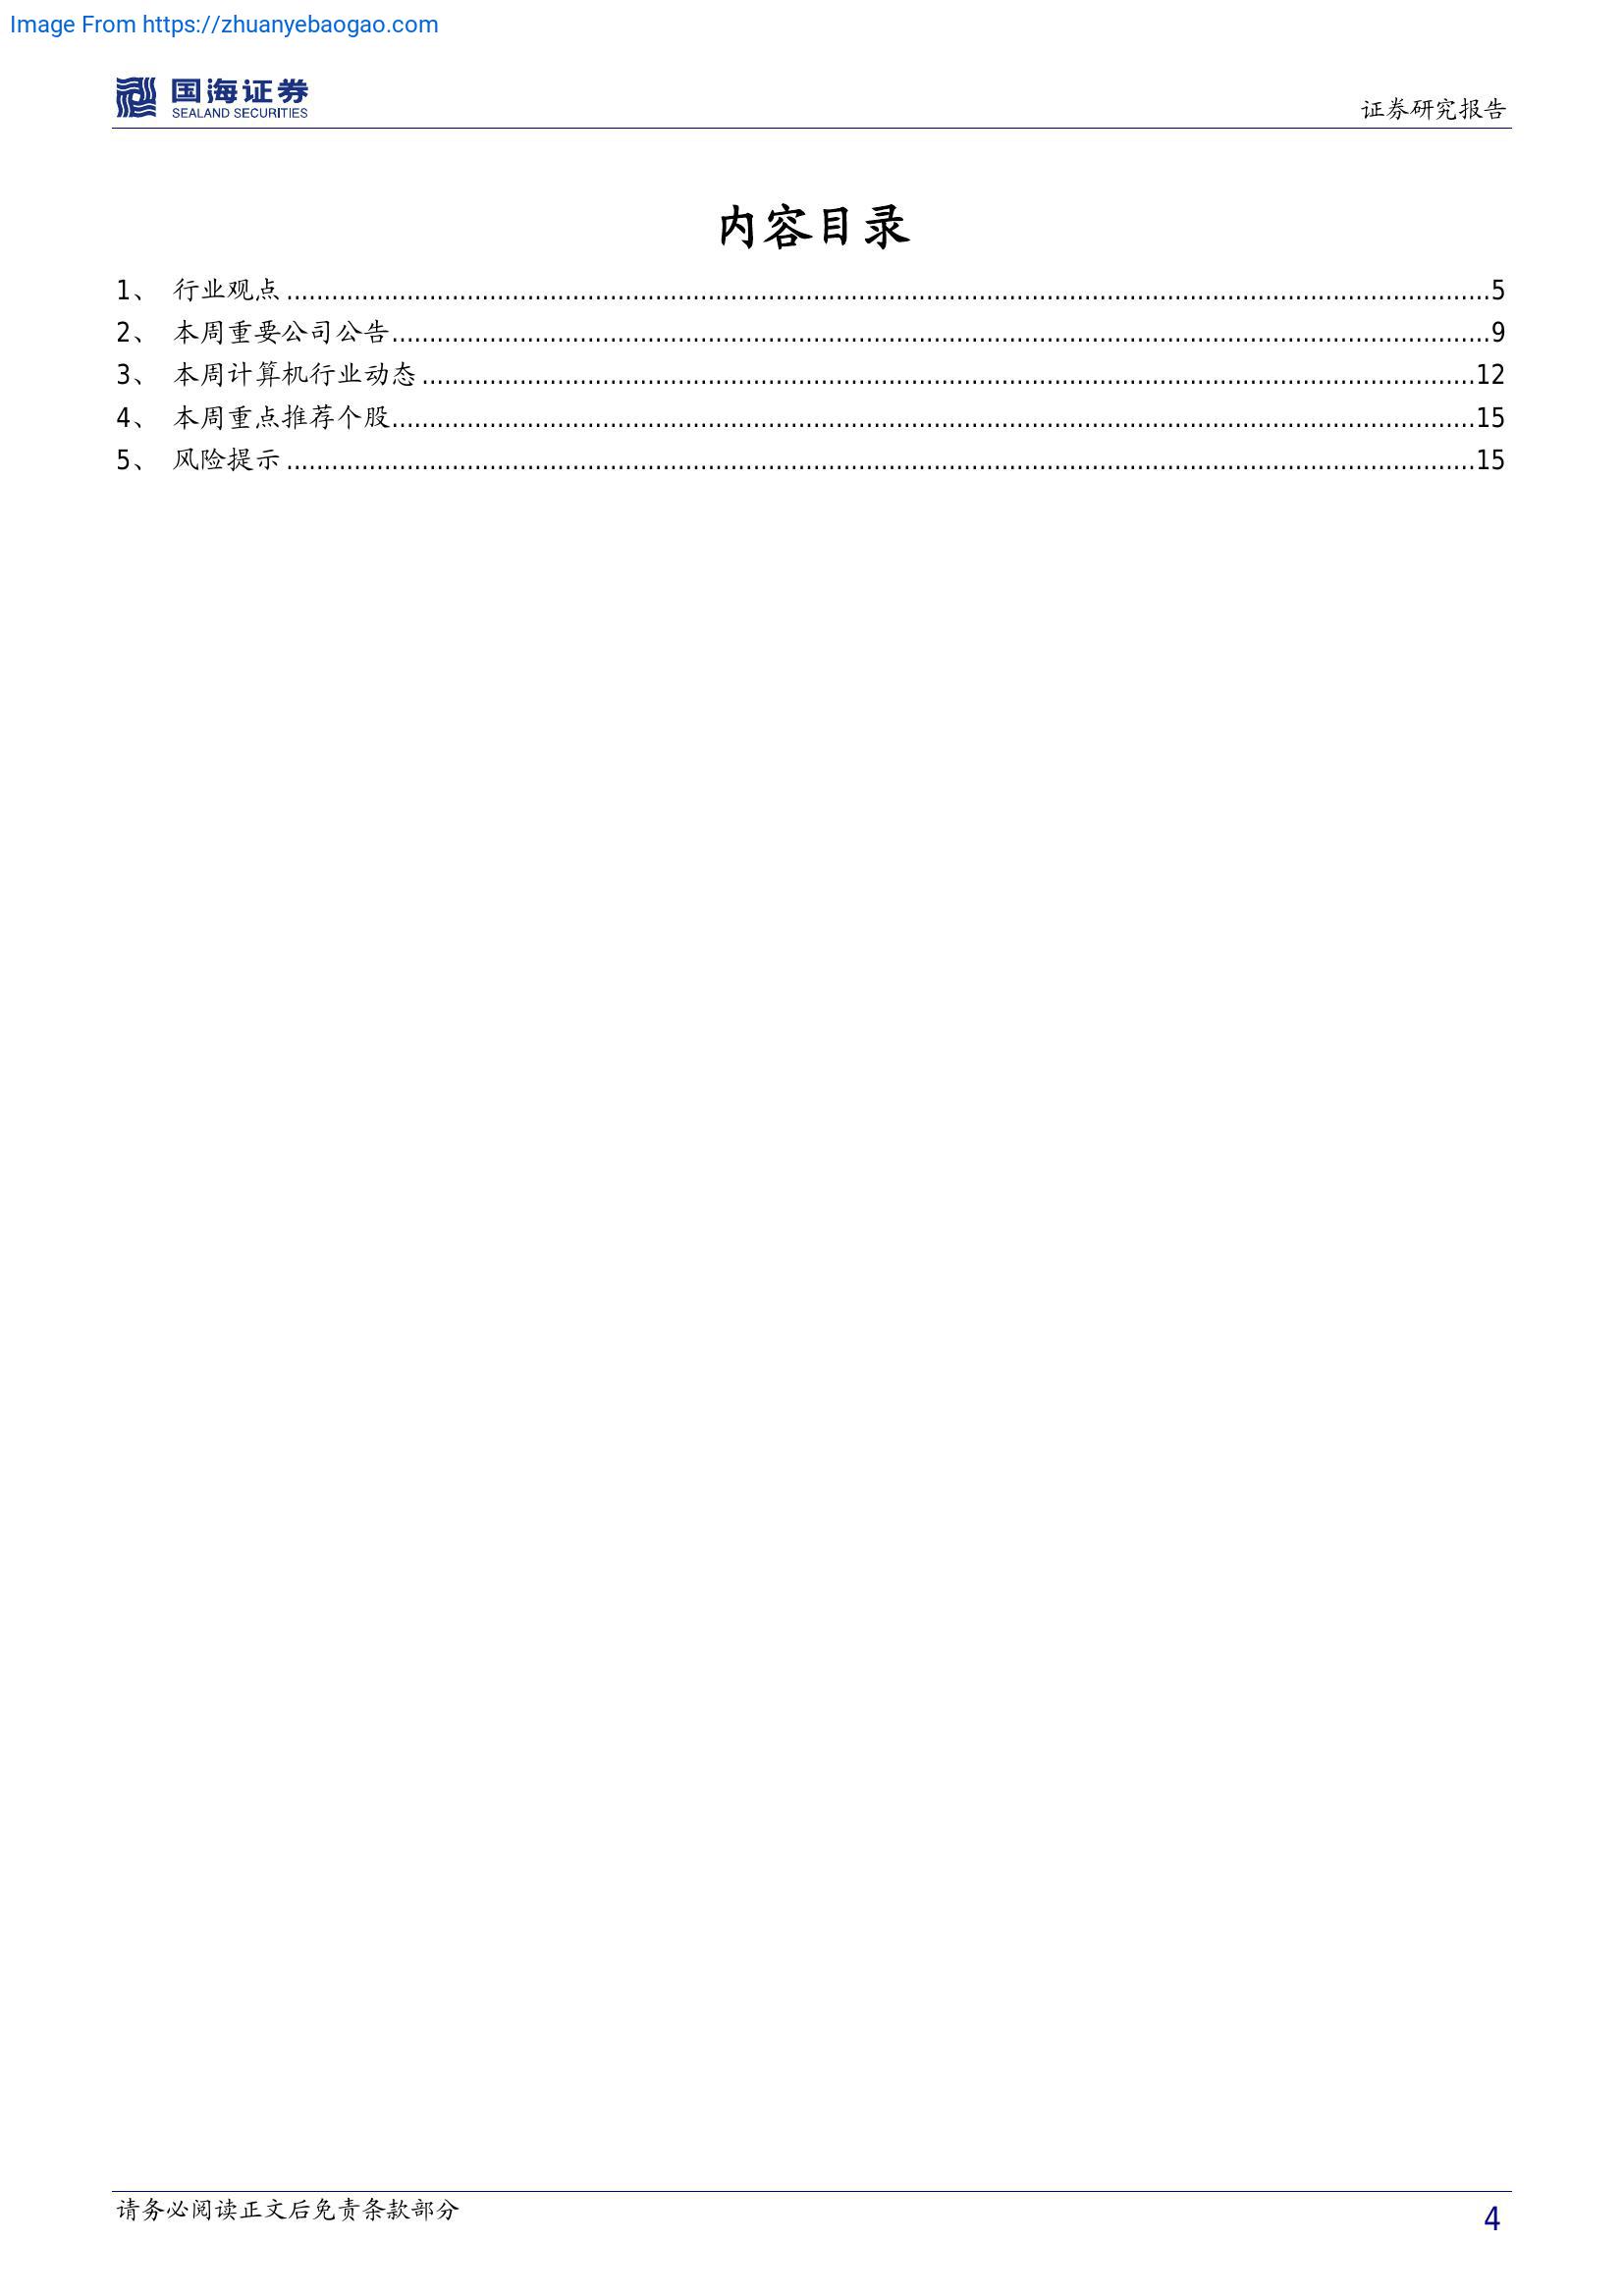 Image From https://zhuanyebaogao.com
国海证券
SEALAND SECURITIES
证券研究报告
内容目录
1、 行业观点........................................5
2、 本周重要公司公告........................................9
3、 本周计算机行业动态........................................12
4、 本周重点推荐个股........................................15
5、 风险提示........................................15
请务必阅读正文后免责条款部分
4